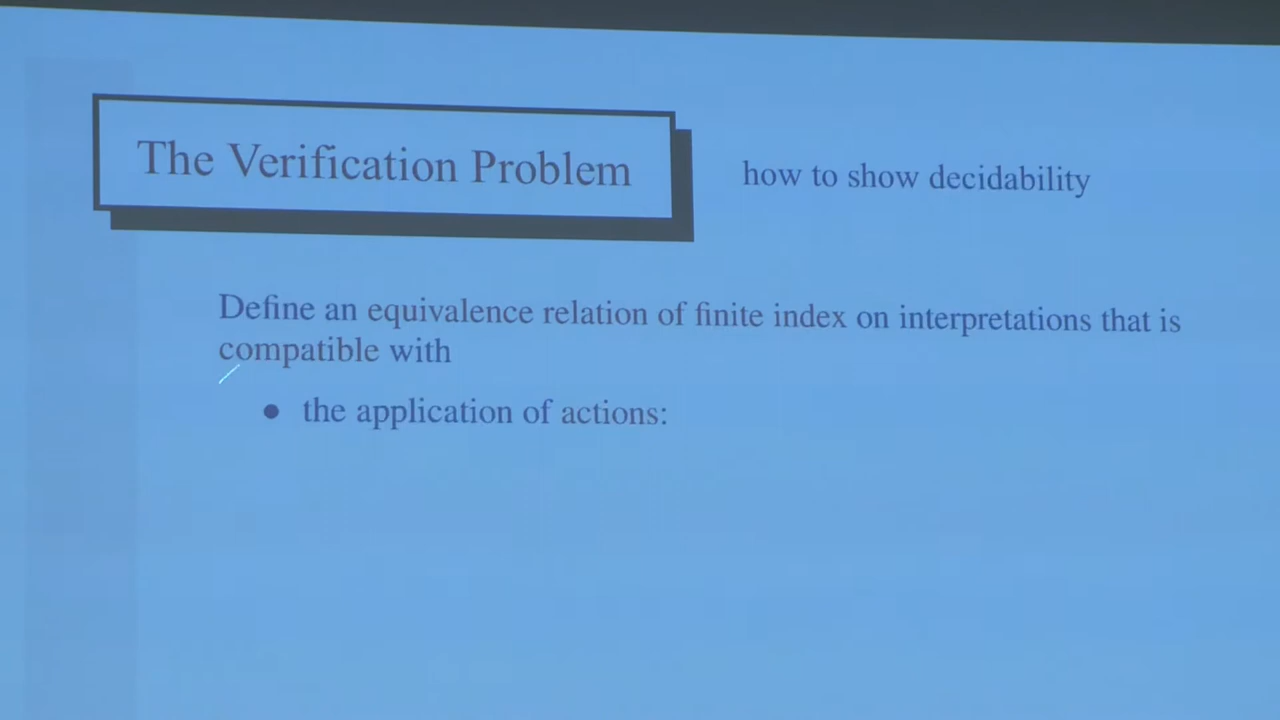 The Verification Problem
how to show decidability
Define an equivalence relation of finite index on interpretations that is
compatible with
● the application of actions: